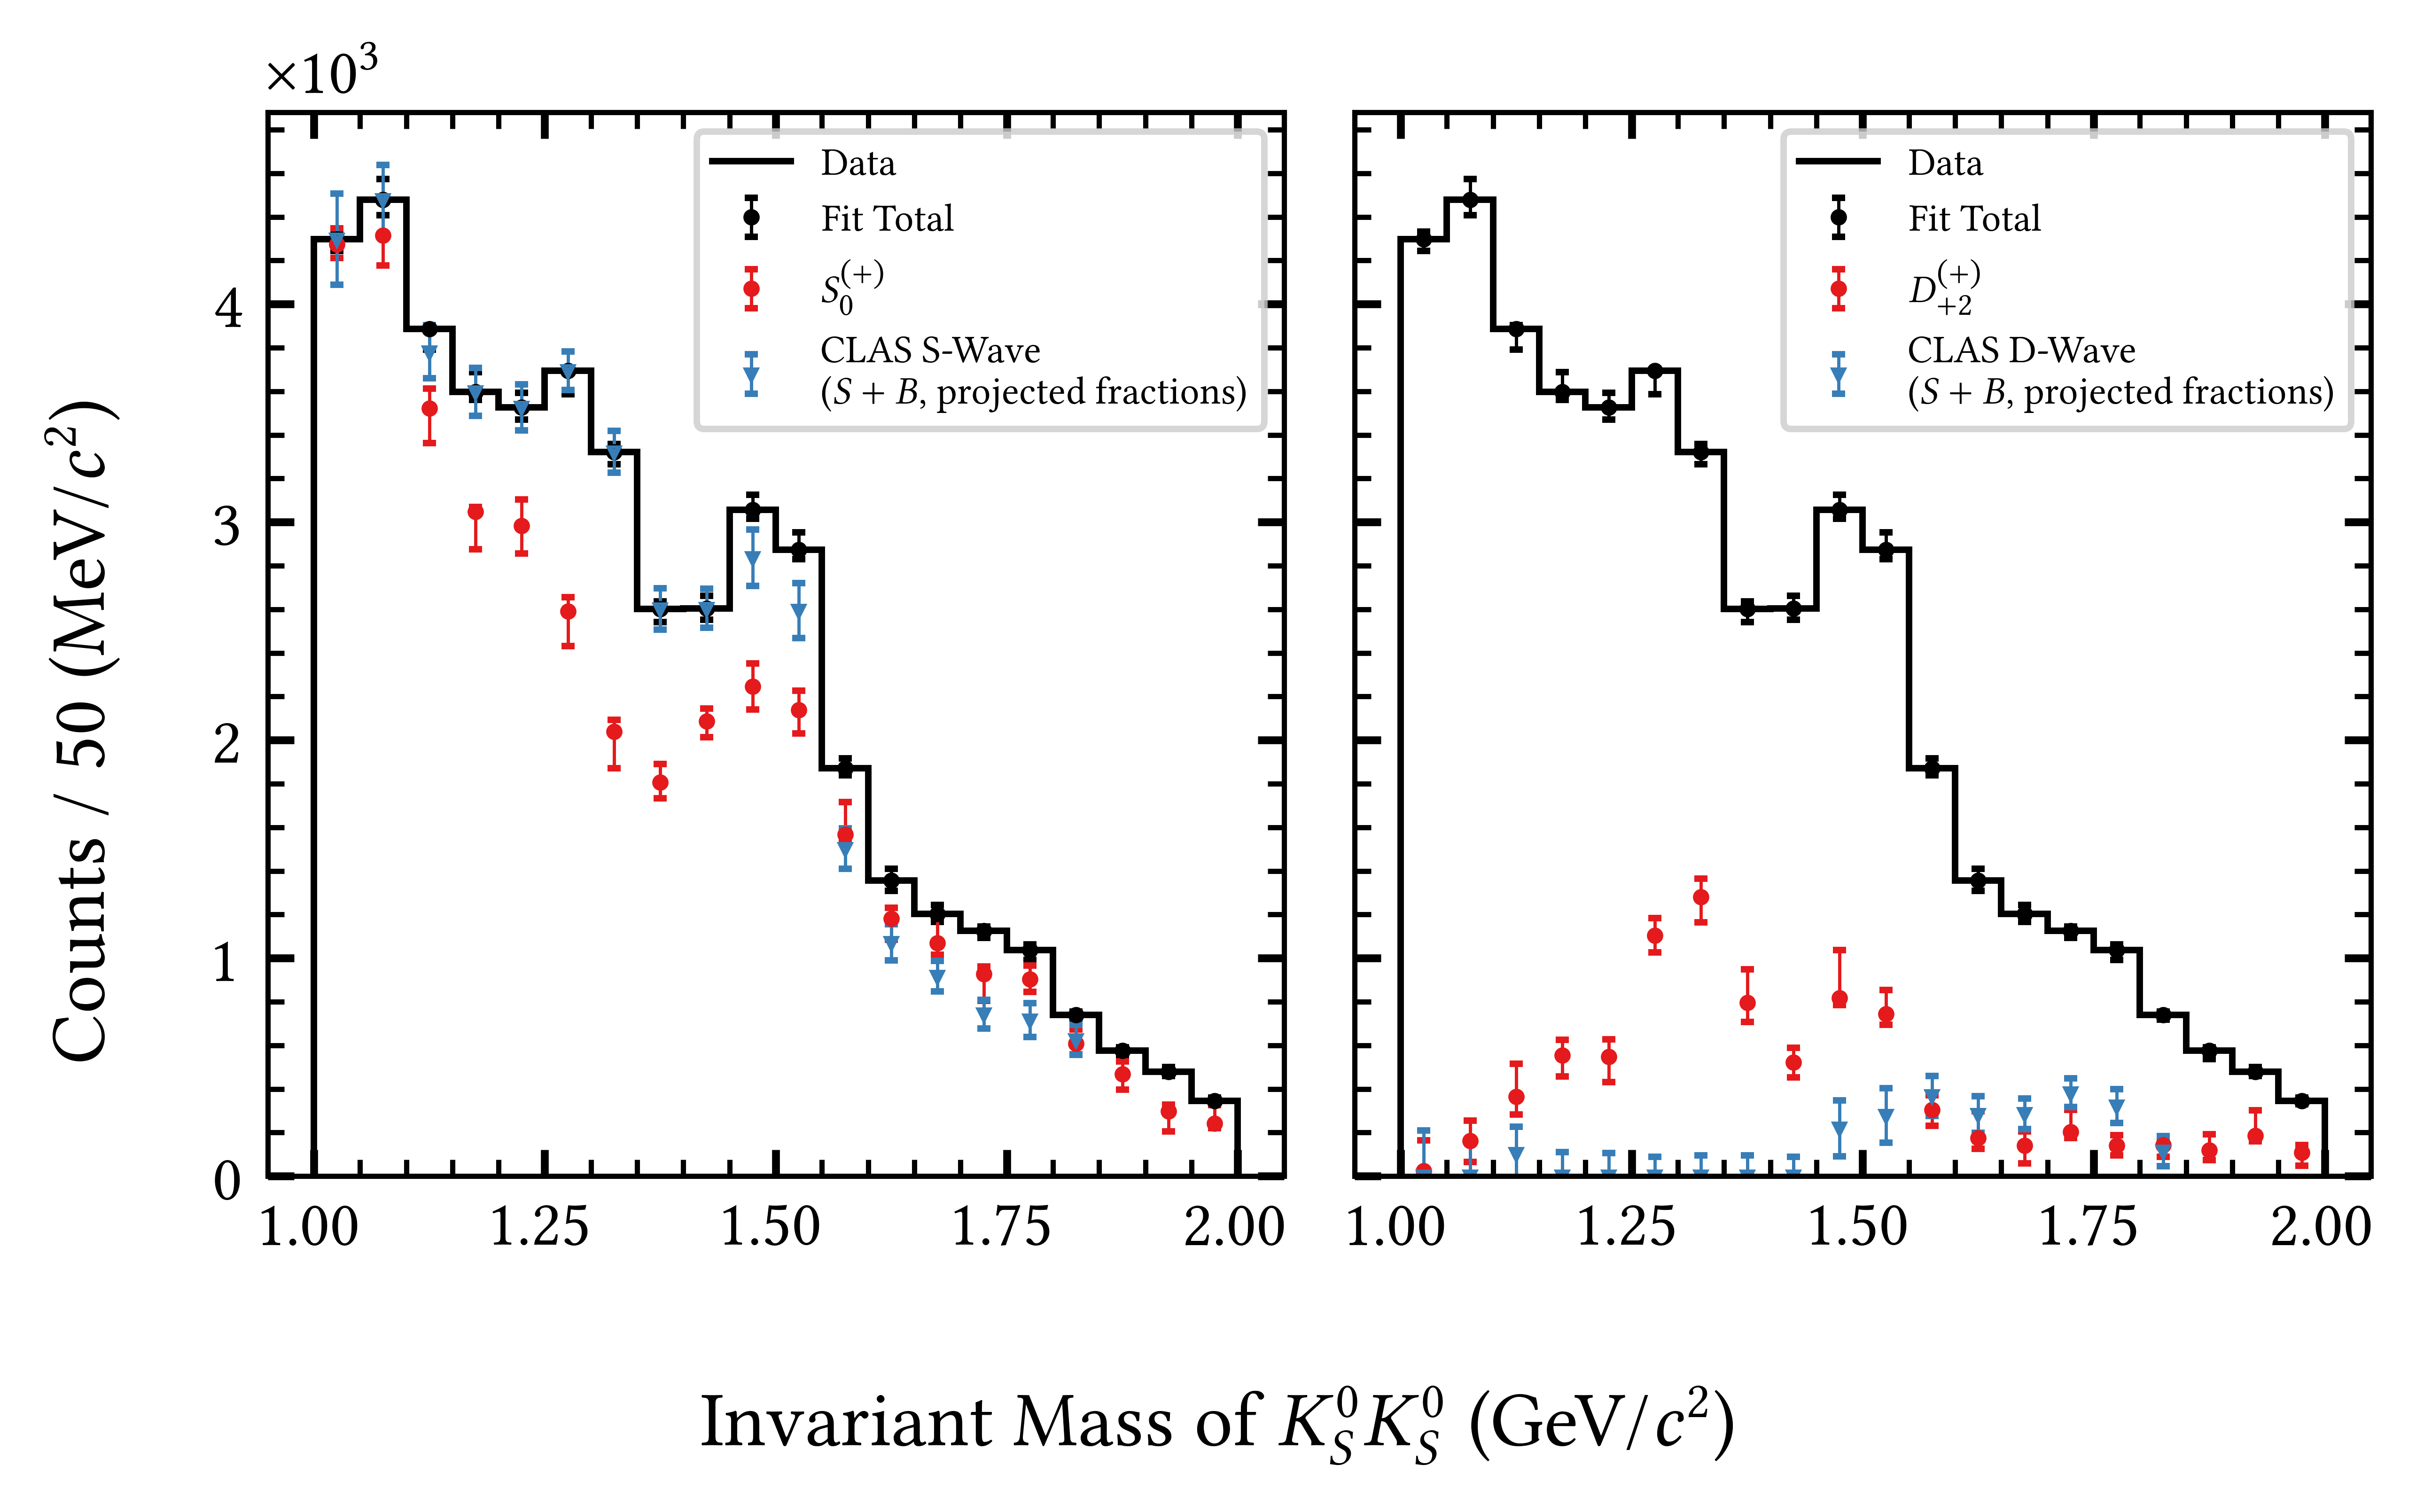 ×10³
Counts / 50 (MeV/c²)
4
3
2
1
0
Data
Fit Total
S₀⁽⁺⁾
CLAS S-Wave
(S + B, projected fractions)
1.00 1.25 1.50 1.75 2.00
Data
Fit Total
D₊₂⁽⁺⁾
CLAS D-Wave
(S + B, projected fractions)
1.00 1.25 1.50 1.75 2.00
Invariant Mass of K⁰_S K⁰_S (GeV/c²)